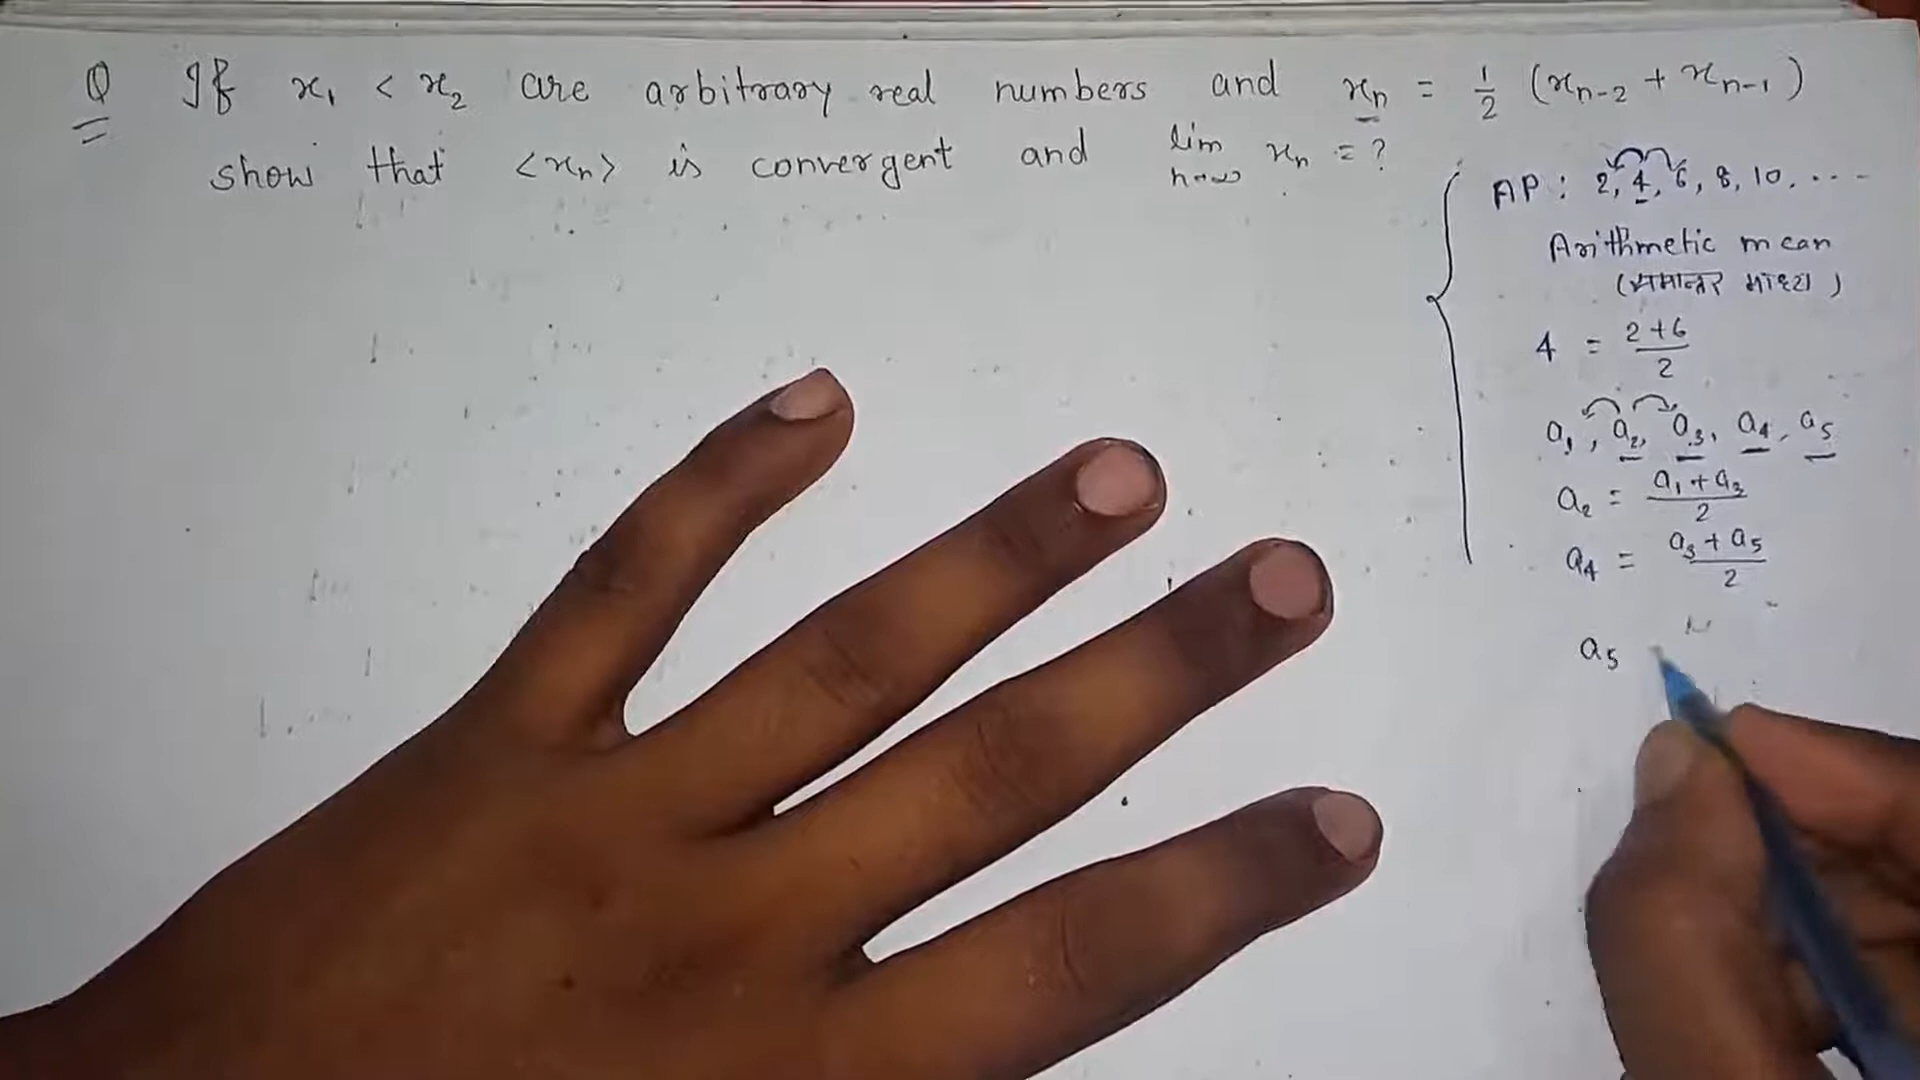 Q If x₁ < x₂ are arbitrary real numbers and xₙ = 1/2 (xₙ₋₂ + xₙ₋₁)
show that <xₙ> is convergent and lim n→∞ xₙ = ?
AP : 2, 4, 6, 8, 10, ....
Arithmetic mean
(समान्तर माध्य)
4 = (2+6)/2
a₁, a₂, a₃, a₄, a₅
a₂ = (a₁ + a₃)/2
a₄ = (a₃ + a₅)/2
a₅